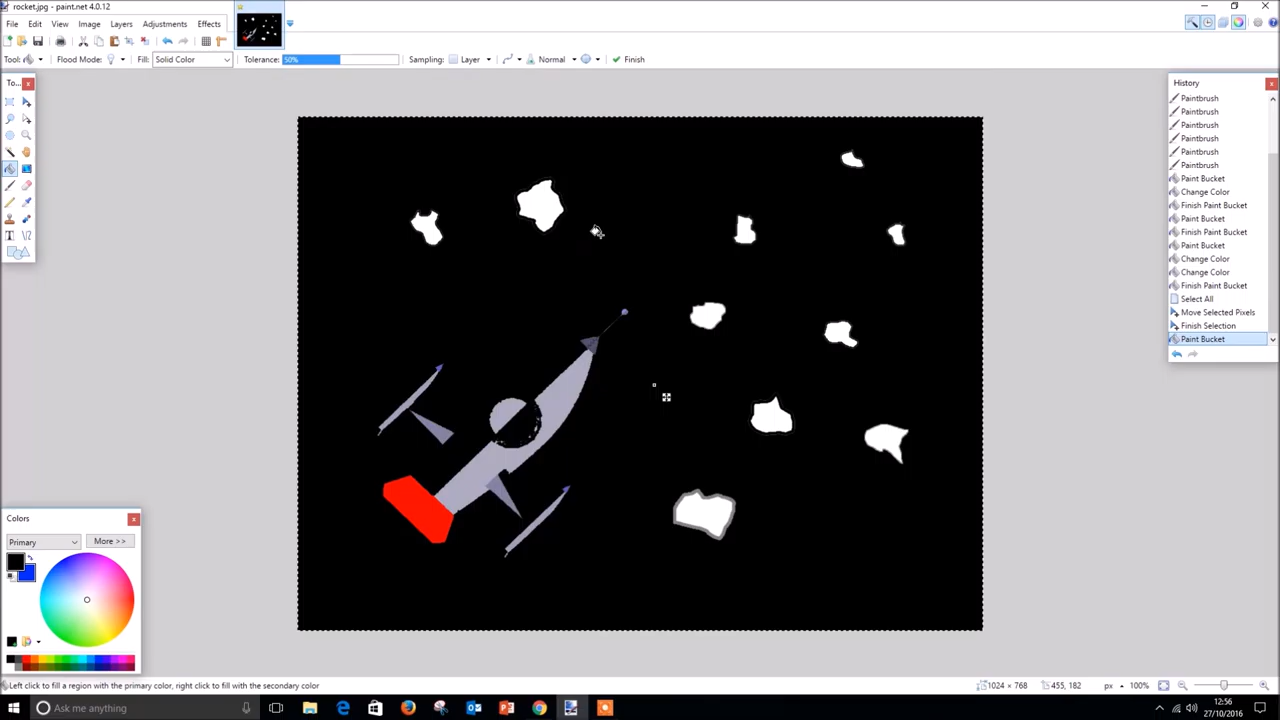 rocket.jpg - paint.net 4.0.12
File Edit View Image Layers Adjustments Effects
Tool: Flood Mode: Fill: Solid Color Tolerance: 50% Sampling: Layer Normal Finish
To...
History
Paintbrush
Paintbrush
Paintbrush
Paintbrush
Paintbrush
Paintbrush
Paint Bucket
Change Color
Finish Paint Bucket
Paint Bucket
Finish Paint Bucket
Paint Bucket
Change Color
Change Color
Finish Paint Bucket
Select All
Move Selected Pixels
Finish Selection
Paint Bucket
Colors
Primary More >>
Left click to fill a region with the primary color, right click to fill with the secondary color 1024 × 768 455, 182 px 100%
Ask me anything
12:56
27/10/2016